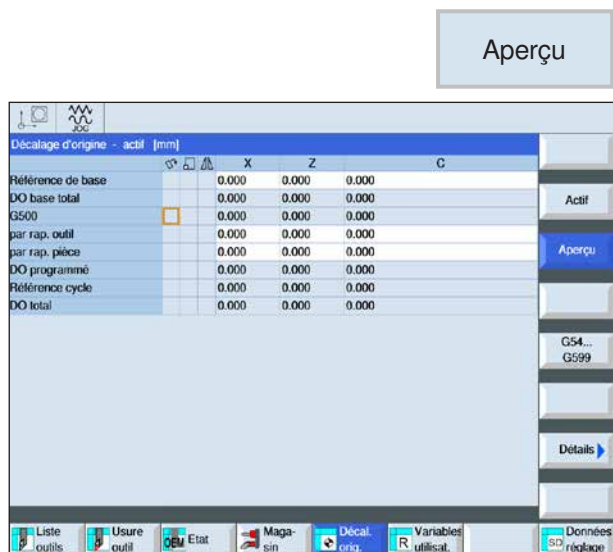 Aperçu
JOG
Décalage d'origine - actif [mm]
X Z C
Référence de base 0.000 0.000 0.000
DO base total 0.000 0.000 0.000
G500 0.000 0.000 0.000
par rap. outil 0.000 0.000 0.000
par rap. pièce 0.000 0.000 0.000
DO programmé 0.000 0.000 0.000
Référence cycle 0.000 0.000 0.000
DO total 0.000 0.000 0.000
Actif
Aperçu
G54...
G599
Détails
Liste
outils
Usure
outil
OEM Etat
Maga-
sin
Décal.
orig.
R Variables
utilisat.
SD Données
réglage